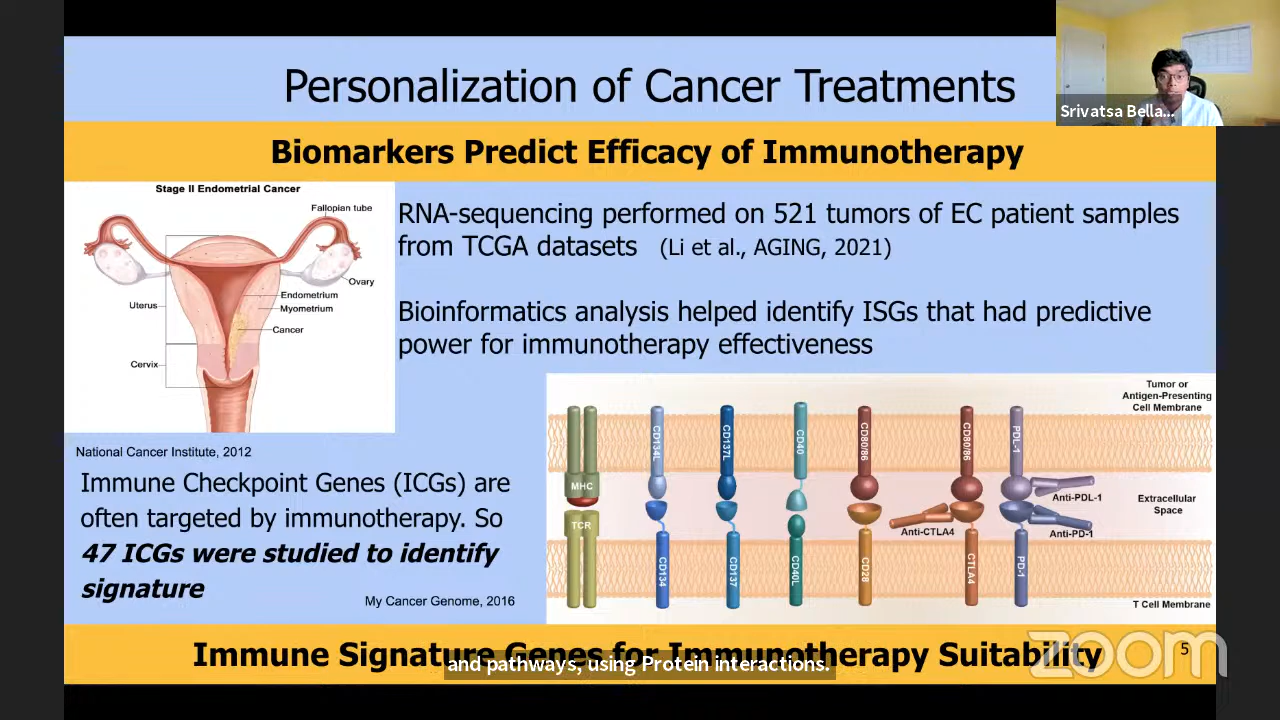 Personalization of Cancer Treatments
Srivatsa Bella...
Biomarkers Predict Efficacy of Immunotherapy
Stage II Endometrial Cancer
Fallopian tube
Ovary
Uterus
Endometrium
Myometrium
Cancer
Cervix
National Cancer Institute, 2012
RNA-sequencing performed on 521 tumors of EC patient samples
from TCGA datasets (Li et al., AGING, 2021)
Bioinformatics analysis helped identify ISGs that had predictive
power for immunotherapy effectiveness
Immune Checkpoint Genes (ICGs) are
often targeted by immunotherapy. So
47 ICGs were studied to identify
signature
My Cancer Genome, 2016
Tumor or
Antigen-Presenting
Cell Membrane
CD134L
CD137L
CD40
CD80/86
CD80/86
PDL-1
MHC
TCR
Anti-PDL-1
Extracellular
Space
Anti-CTLA4
Anti-PD-1
CD134
CD137
CD40L
CD28
CTLA4
PD-1
T Cell Membrane
Immune Signature Genes for Immunotherapy Suitability
5
and pathways, using Protein interactions.
zoom